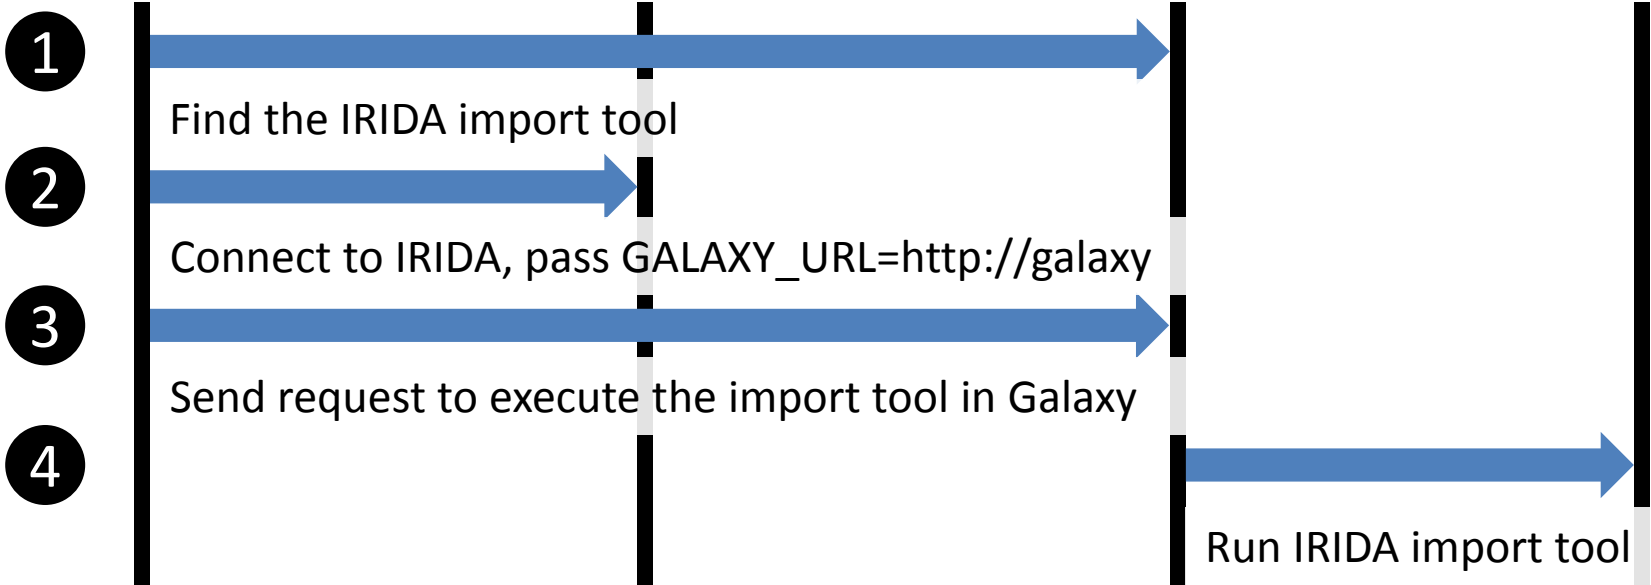 1
Find the IRIDA import tool
2
Connect to IRIDA, pass GALAXY_URL=http://galaxy
3
Send request to execute the import tool in Galaxy
4
Run IRIDA import tool